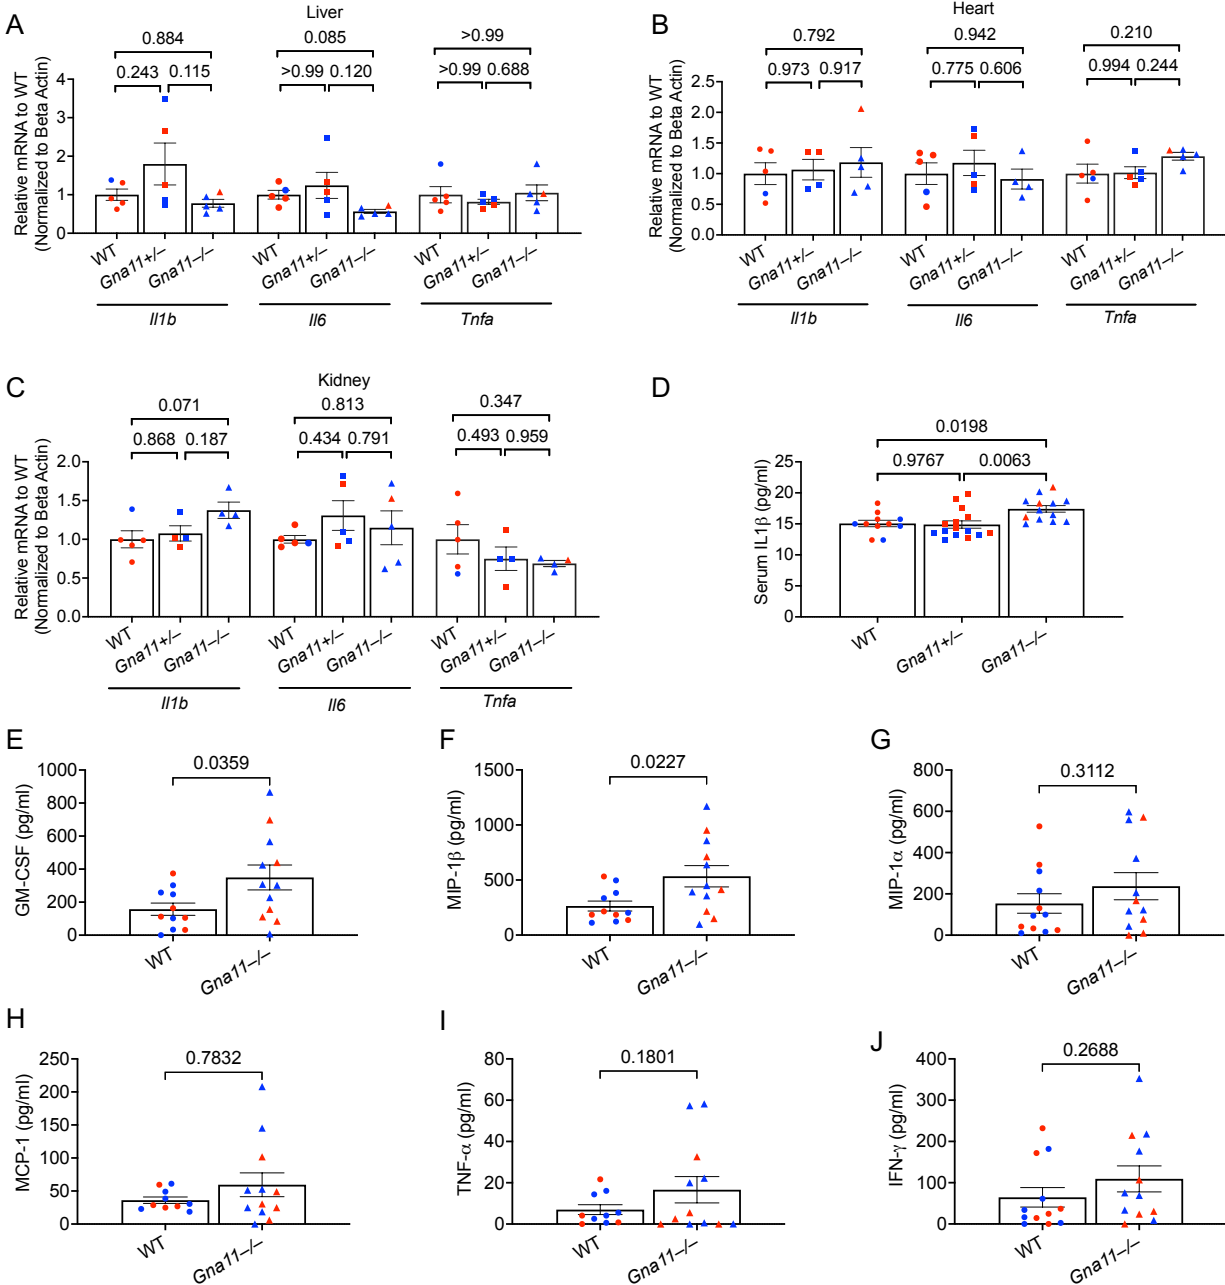 A
Liver
0.884
0.085
>0.99
0.243
0.115
>0.99
0.120
>0.99
0.688
Relative mRNA to WT
(Normalized to Beta Actin)
4
3
2
1
0
WT
Gna11+/–
Gna11–/–
WT
Gna11+/–
Gna11–/–
WT
Gna11+/–
Gna11–/–
Il1b
Il6
Tnfa
B
Heart
0.792
0.942
0.210
0.973
0.917
0.775
0.606
0.994
0.244
Relative mRNA to WT
(Normalized to Beta Actin)
2.5
2.0
1.5
1.0
0.5
0.0
WT
Gna11+/–
Gna11–/–
WT
Gna11+/–
Gna11–/–
WT
Gna11+/–
Gna11–/–
Il1b
Il6
Tnfa
C
Kidney
0.071
0.813
0.347
0.868
0.187
0.434
0.791
0.493
0.959
Relative mRNA to WT
(Normalized to Beta Actin)
2.0
1.5
1.0
0.5
0.0
WT
Gna11+/–
Gna11–/–
WT
Gna11+/–
Gna11–/–
WT
Gna11+/–
Gna11–/–
Il1b
Il6
Tnfa
D
0.0198
0.9767
0.0063
Serum IL1β (pg/ml)
25
20
15
10
5
0
WT
Gna11+/–
Gna11–/–
E
0.0359
GM-CSF (pg/ml)
1000
800
600
400
200
0
WT
Gna11–/–
F
0.0227
MIP-1β (pg/ml)
1500
1000
500
0
WT
Gna11–/–
G
0.3112
MIP-1α (pg/ml)
800
600
400
200
0
WT
Gna11–/–
H
0.7832
MCP-1 (pg/ml)
250
200
150
100
50
0
WT
Gna11–/–
I
0.1801
TNF-α (pg/ml)
80
60
40
20
0
WT
Gna11–/–
J
0.2688
IFN-γ (pg/ml)
400
300
200
100
0
WT
Gna11–/–